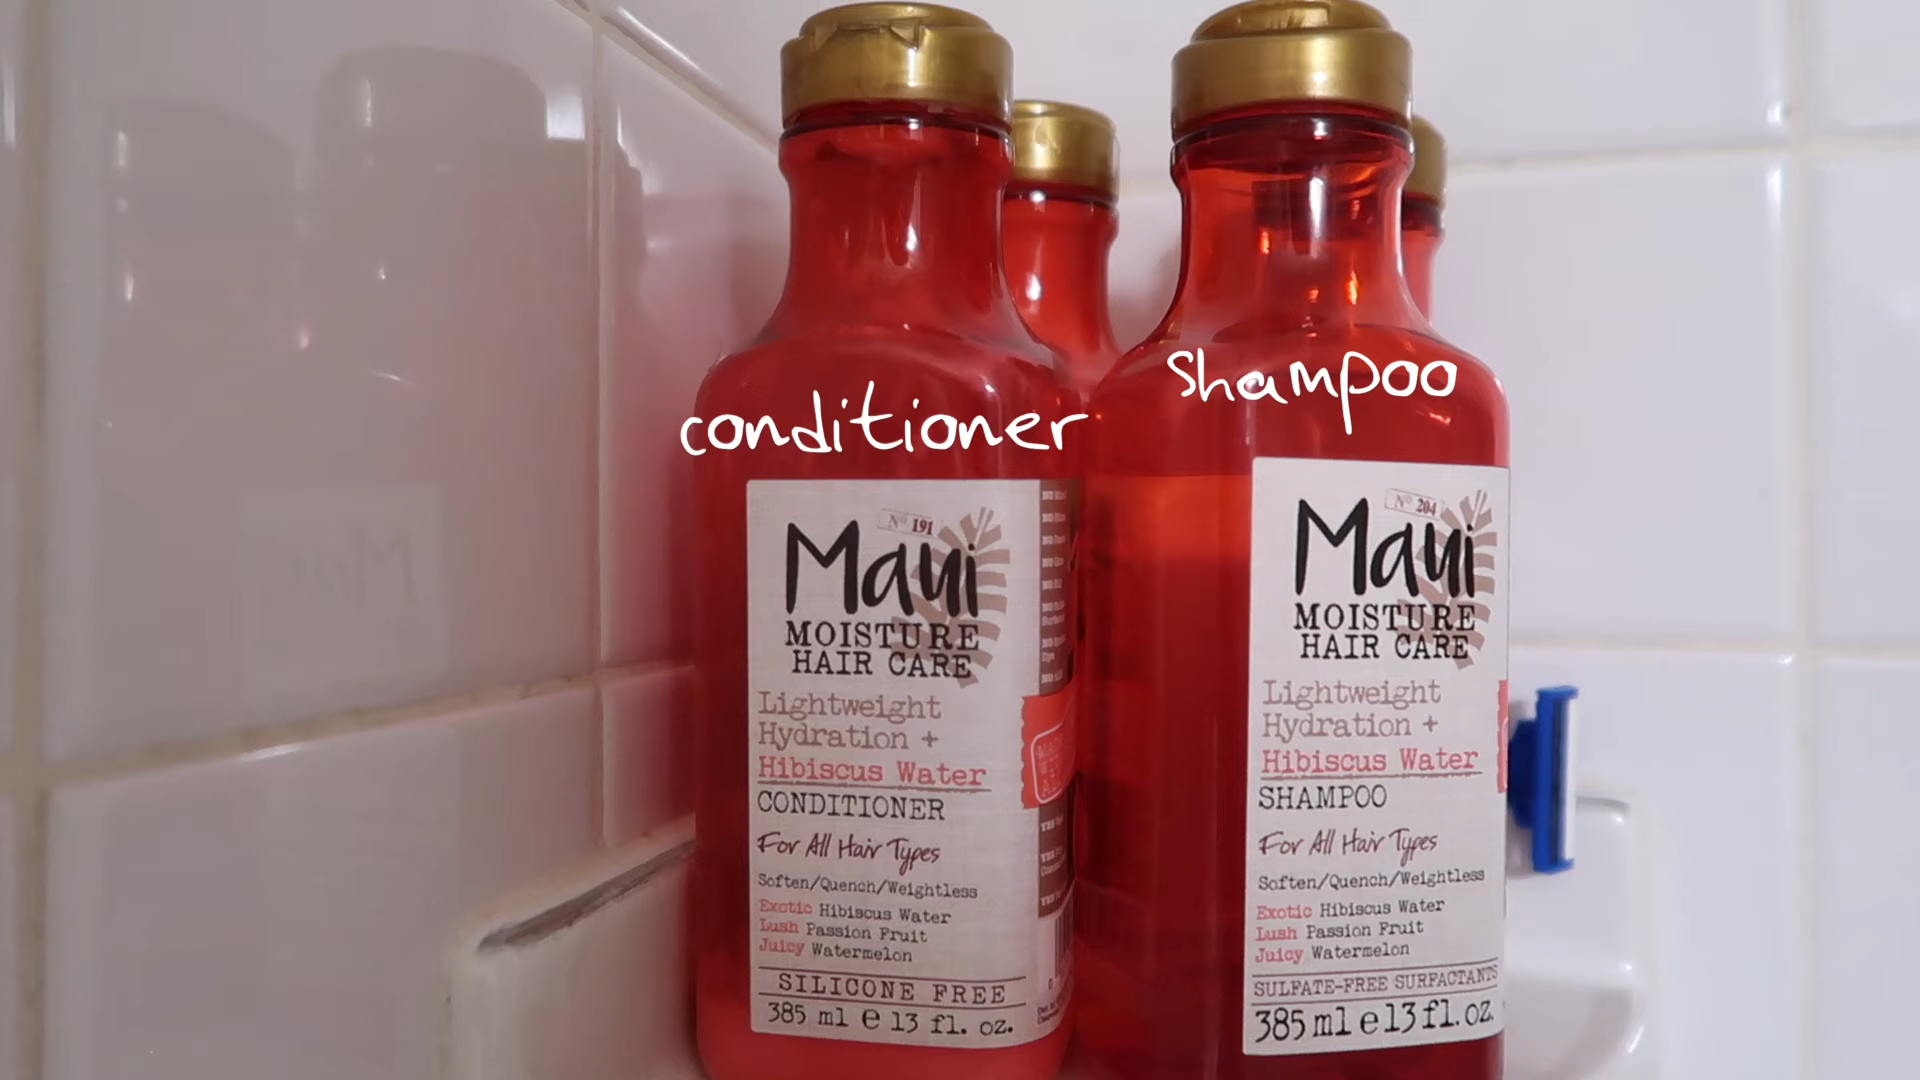 conditioner
Nº 191
Maui
MOISTURE
HAIR CARE
Lightweight
Hydration +
Hibiscus Water
CONDITIONER
For All Hair Types
Soften/Quench/Weightless
Exotic Hibiscus Water
Lush Passion Fruit
Juicy Watermelon
SILICONE FREE
385 ml e 13 fl. oz.
Shampoo
Nº 204
Maui
MOISTURE
HAIR CARE
Lightweight
Hydration +
Hibiscus Water
SHAMPOO
For All Hair Types
Soften/Quench/Weightless
Exotic Hibiscus Water
Lush Passion Fruit
Juicy Watermelon
SULFATE-FREE SURFACTANTS
385 ml e 13 fl. oz.